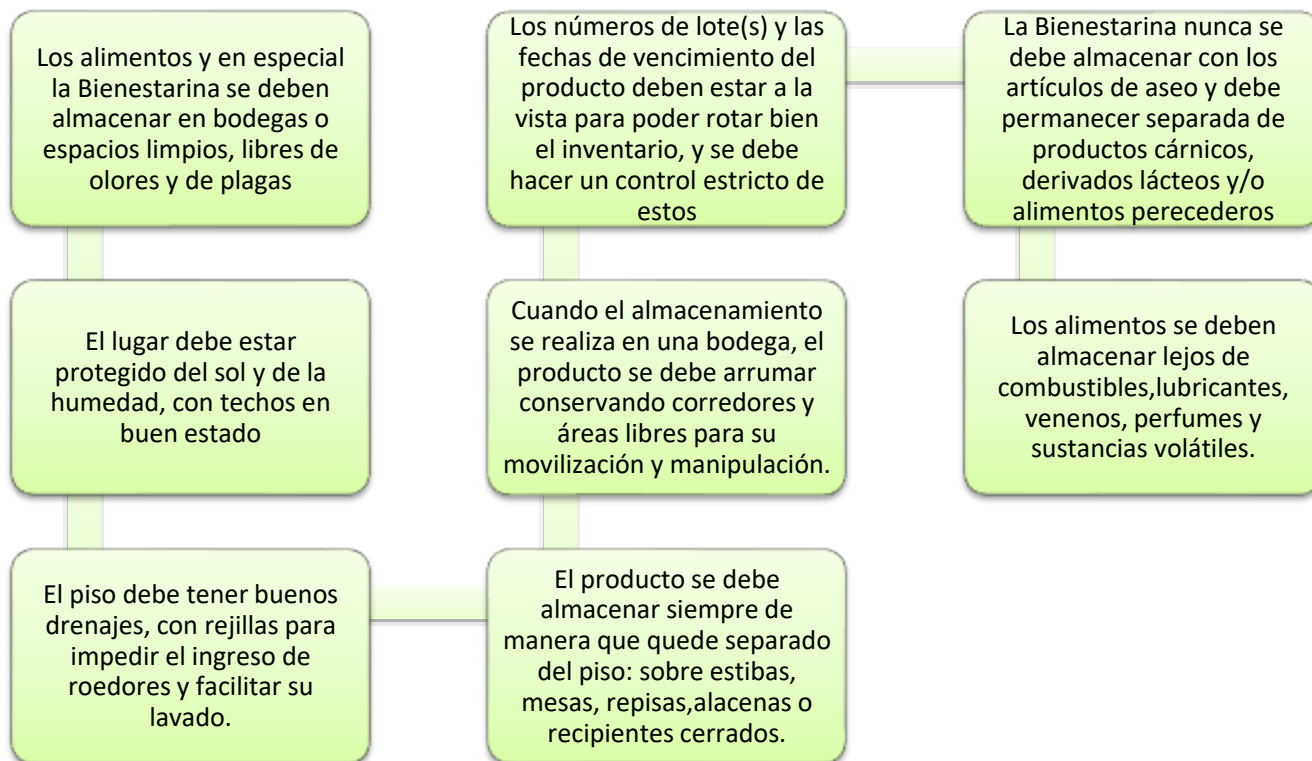 Los alimentos y en especial
la Bienestarina se deben
almacenar en bodegas o
espacios limpios, libres de
olores y de plagas
El lugar debe estar
protegido del sol y de la
humedad, con techos en
buen estado
El piso debe tener buenos
drenajes, con rejillas para
impedir el ingreso de
roedores y facilitar su
lavado.
El producto se debe
almacenar siempre de
manera que quede separado
del piso: sobre estibas,
mesas, repisas,alacenas o
recipientes cerrados.
Cuando el almacenamiento
se realiza en una bodega, el
producto se debe arrumar
conservando corredores y
áreas libres para su
movilización y manipulación.
Los números de lote(s) y las
fechas de vencimiento del
producto deben estar a la
vista para poder rotar bien
el inventario, y se debe
hacer un control estricto de
estos
La Bienestarina nunca se
debe almacenar con los
artículos de aseo y debe
permanecer separada de
productos cárnicos,
derivados lácteos y/o
alimentos perecederos
Los alimentos se deben
almacenar lejos de
combustibles,lubricantes,
venenos, perfumes y
sustancias volátiles.